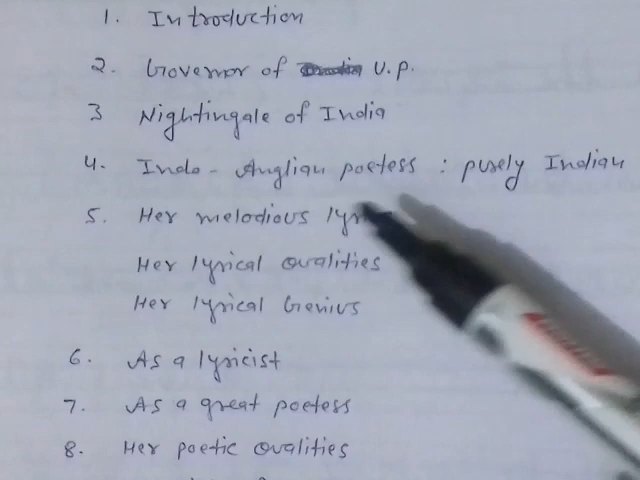 1. Introduction
2. Governor of U.P.
3 Nightingale of India
4. Indo-Anglian poetess : purely Indian
5. Her melodious
Her lyrical Qualities
Her lyrical Genius
6. As a lyricist
7. As a great poetess
8. Her poetic Qualities